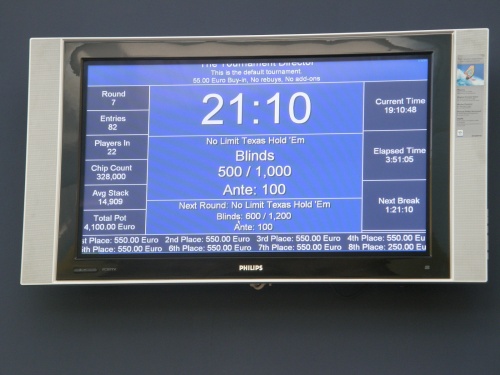 The Tournament Director
This is the default tournament
55.00 Euro Buy-in, No rebuys, No add-ons
Round
7
Entries
82
Players In
22
Chip Count
328,000
Avg Stack
14,909
Total Pot
4,100.00 Euro
21:10
No Limit Texas Hold 'Em
Blinds
500 / 1,000
Ante: 100
Next Round: No Limit Texas Hold 'Em
Blinds: 600 / 1,200
Ante: 100
Current Time
19:10:48
Elapsed Time
3:51:05
Next Break
1:21:10
st Place: 550.00 Euro 2nd Place: 550.00 Euro 3rd Place: 550.00 Euro 4th Place: 550.00 Eu
th Place: 550.00 Euro 6th Place: 550.00 Euro 7th Place: 550.00 Euro 8th Place: 250.00 Eu
PHILIPS